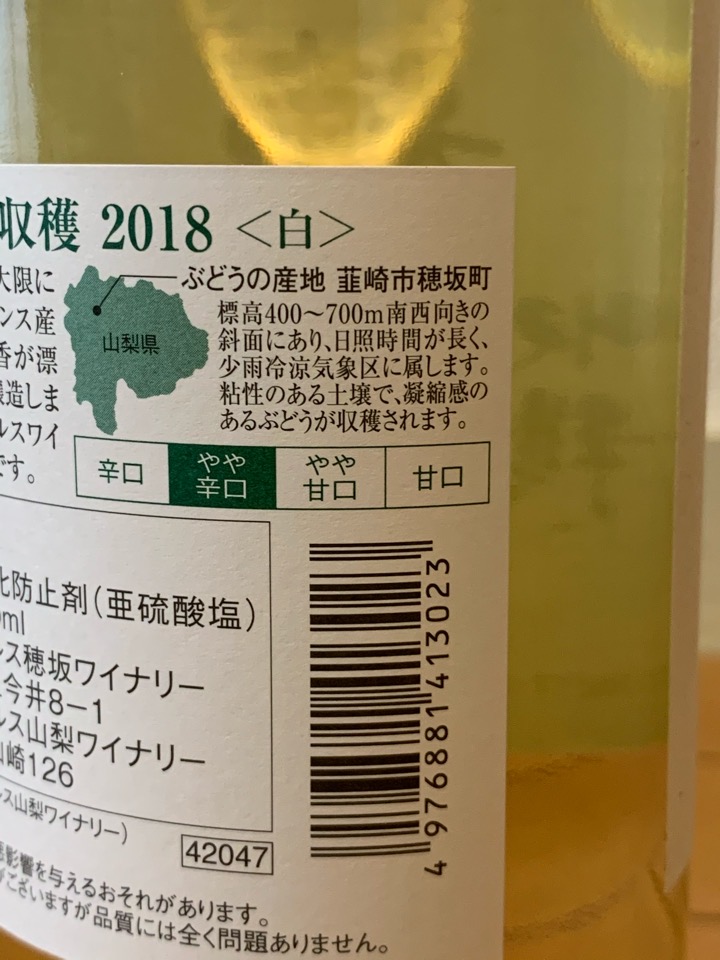 収穫 2018 <白>
ぶどうの産地 韮崎市穂坂町
山梨県
標高400〜700m南西向きの
斜面にあり、日照時間が長く、
少雨冷涼気象区に属します。
粘性のある土壌で、凝縮感の
あるぶどうが収穫されます。
大限に
ンス産
香が漂
醸造しま
ルスワイ
です。
辛口 やや辛口 やや甘口 甘口
化防止剤(亜硫酸塩)
ml
ルス穂坂ワイナリー
今井8-1
ルス山梨ワイナリー
山崎126
ルス山梨ワイナリー)
42047
4976881413023
悪影響を与えるおそれがあります。
がございますが品質には全く問題ありません。